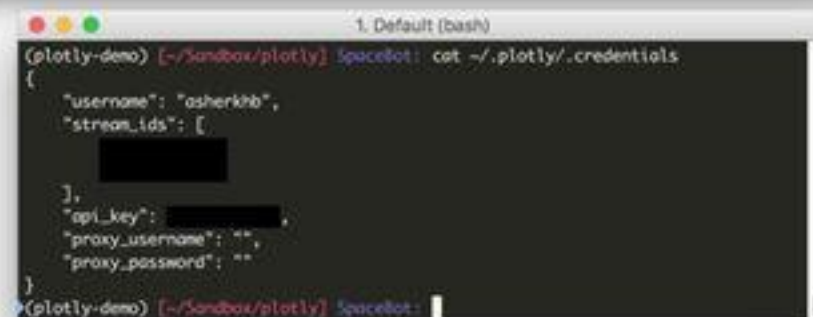 1. Default (bash)
(plotly-demo) [~/Sandbox/plotly] SpaceBot: cat ~/.plotly/.credentials
{
"username": "asherkhb",
"stream_ids": [
],
"api_key": ,
"proxy_username": "",
"proxy_password": ""
}
(plotly-demo) [~/Sandbox/plotly] SpaceBot: